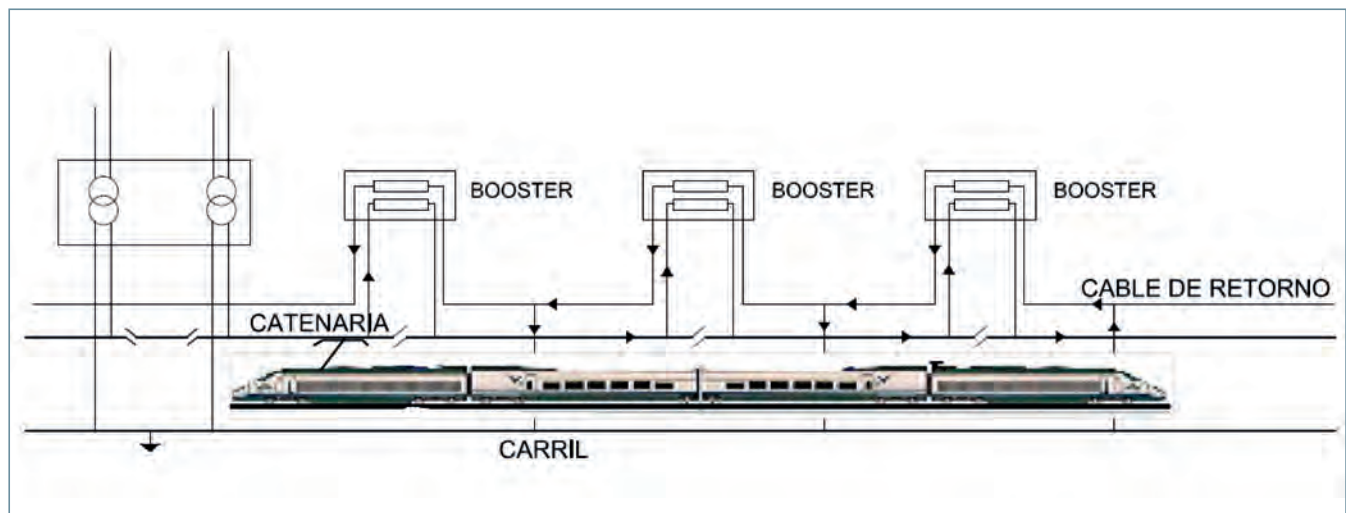 BOOSTER
BOOSTER
BOOSTER
CABLE DE RETORNO
CATENARIA
CARRIL